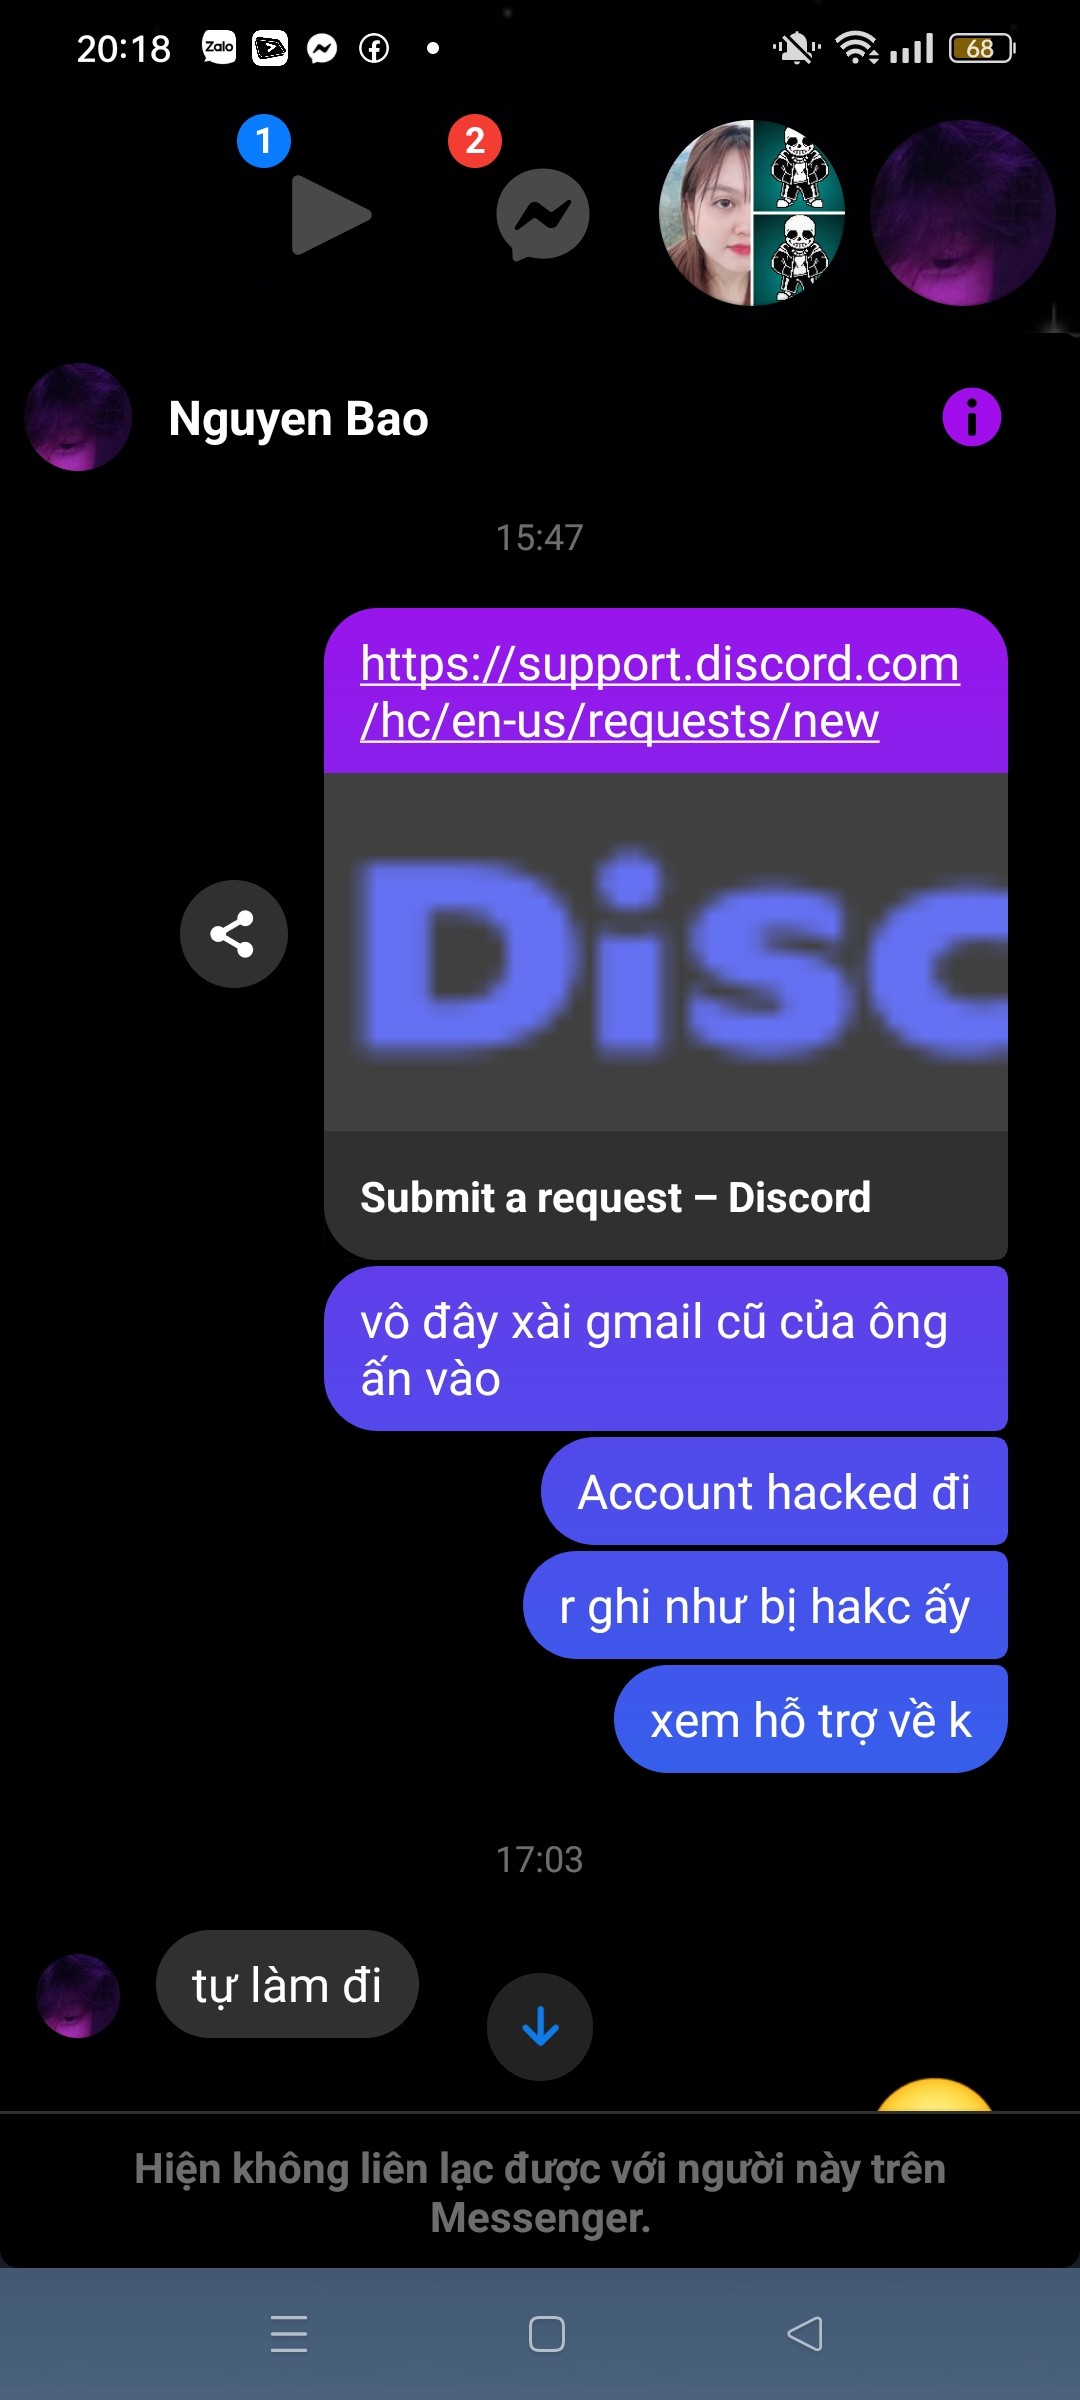 20:18
Zalo
68
1
2
Nguyen Bao
15:47
https://support.discord.com
/hc/en-us/requests/new
Disc
Submit a request – Discord
vô đây xài gmail cũ của ông
ấn vào
Account hacked đi
r ghi như bị hakc ấy
xem hỗ trợ về k
17:03
tự làm đi
Hiện không liên lạc được với người này trên
Messenger.